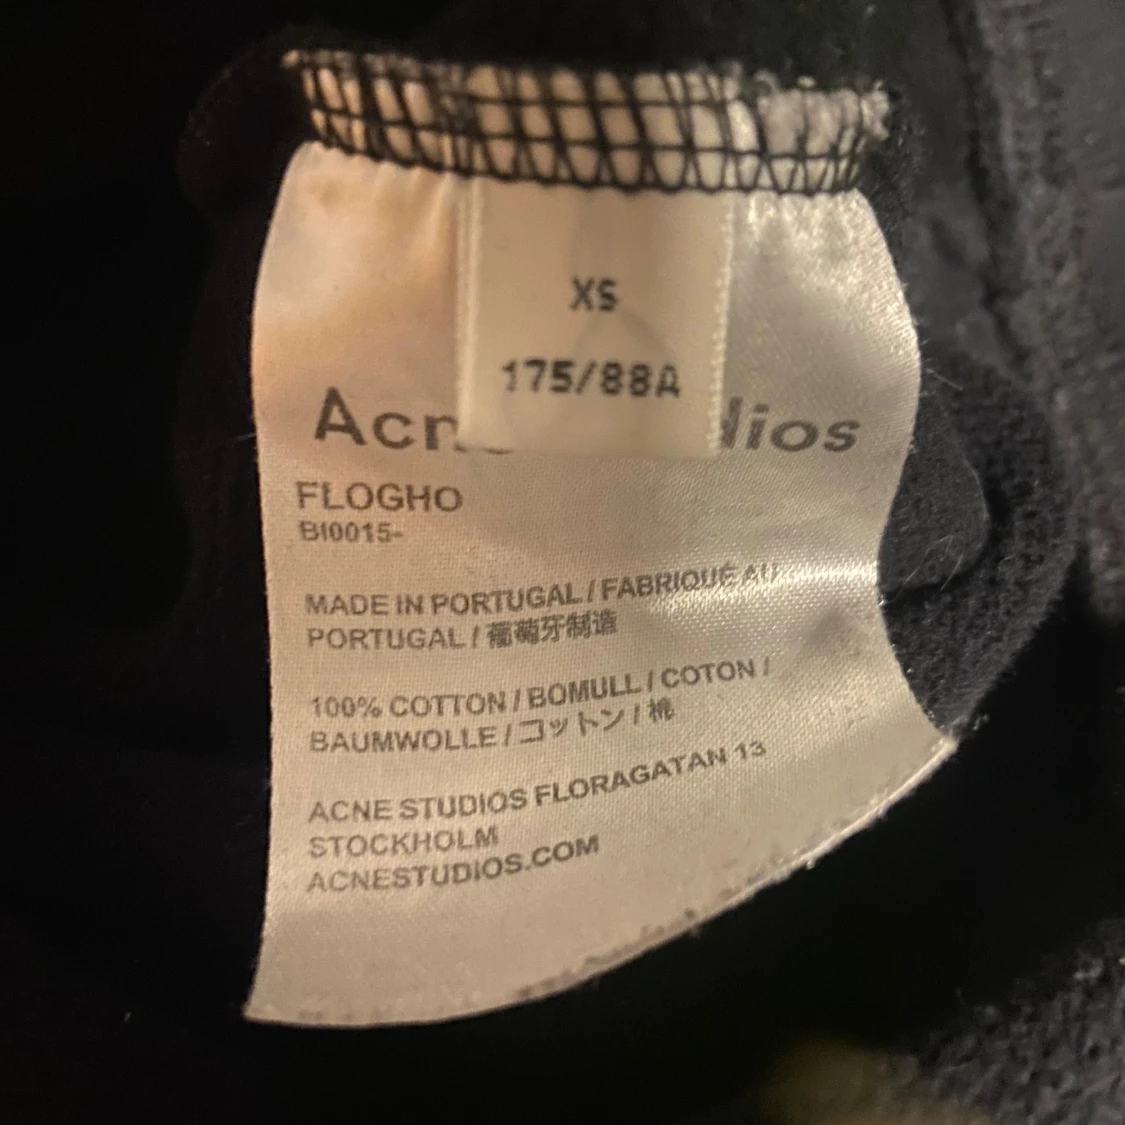 XS
175/88A
Acn dios
FLOGHO
BI0015-
MADE IN PORTUGAL / FABRIQUÉ AU
PORTUGAL / 葡萄牙制造
100% COTTON / BOMULL / COTON /
BAUMWOLLE / コットン / 棉
ACNE STUDIOS FLORAGATAN 13
STOCKHOLM
ACNESTUDIOS.COM